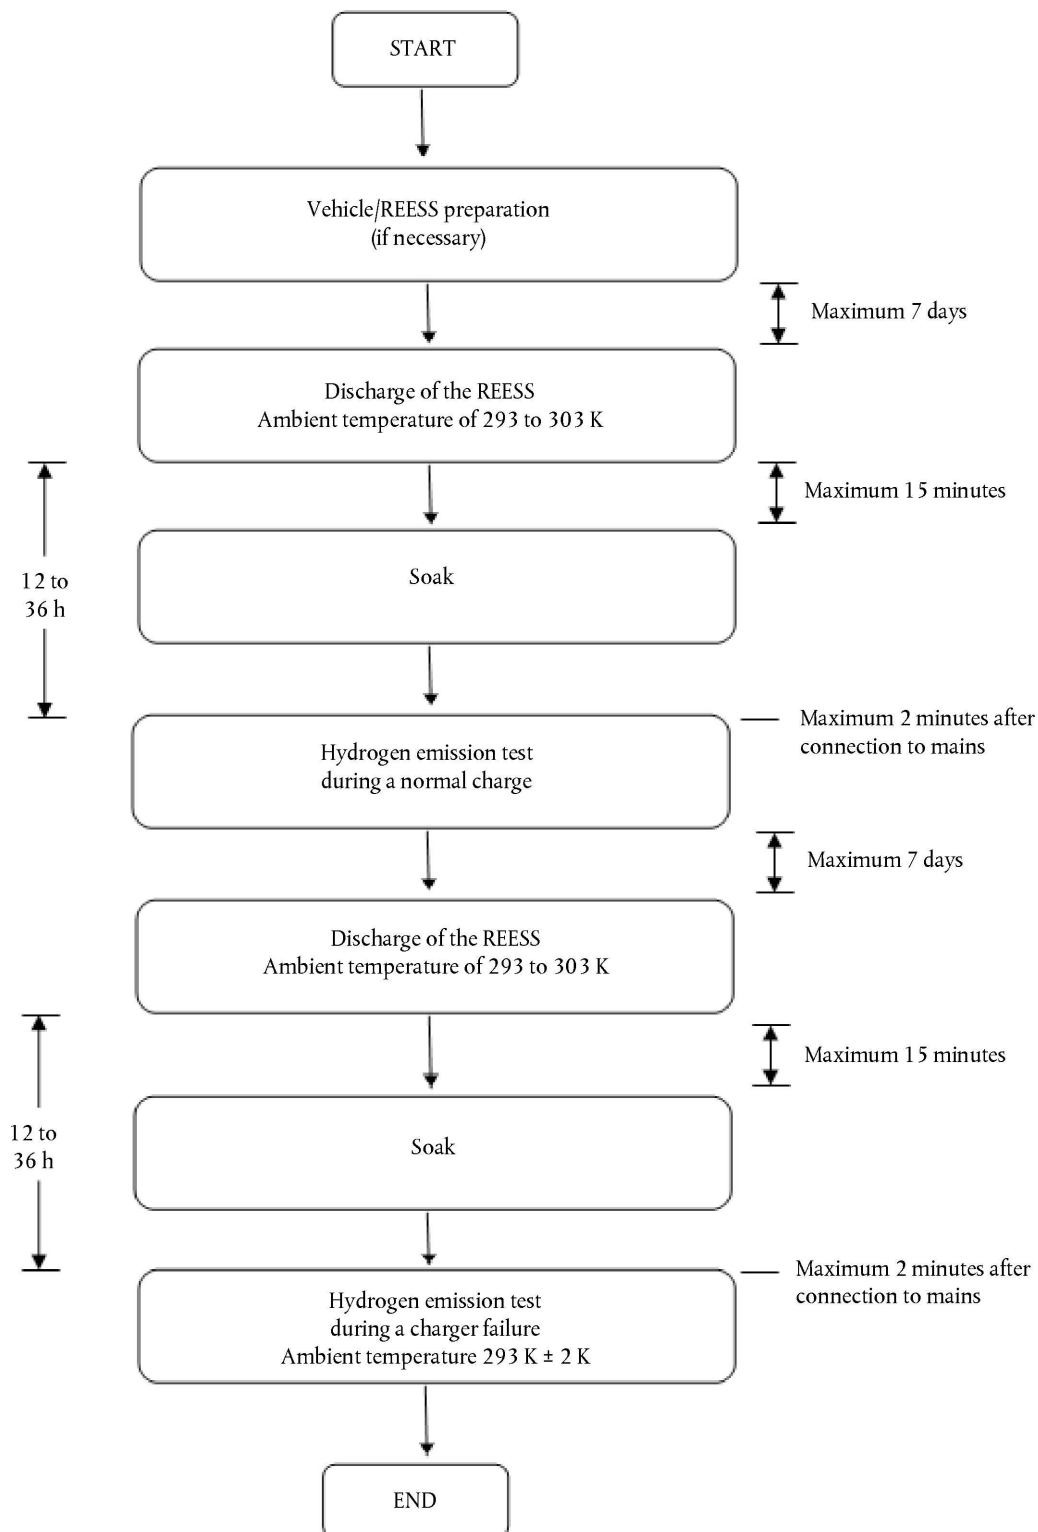 START
Vehicle/REESS preparation
(if necessary)
Maximum 7 days
Discharge of the REESS
Ambient temperature of 293 to 303 K
Maximum 15 minutes
12 to
36 h
Soak
Maximum 2 minutes after
connection to mains
Hydrogen emission test
during a normal charge
Maximum 7 days
Discharge of the REESS
Ambient temperature of 293 to 303 K
Maximum 15 minutes
12 to
36 h
Soak
Maximum 2 minutes after
connection to mains
Hydrogen emission test
during a charger failure
Ambient temperature 293 K ± 2 K
END